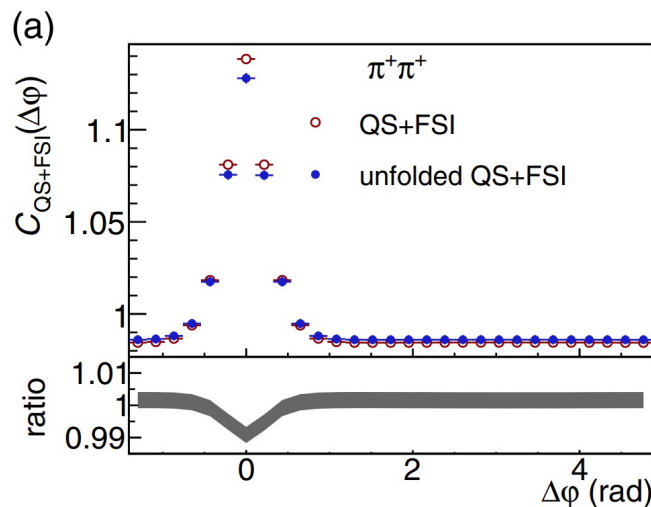 (a)
C_QS+FSI(Δφ)
1.1
1.05
1
π⁺π⁺
QS+FSI
unfolded QS+FSI
ratio
1.01
1
0.99
0
2
4
Δφ (rad)